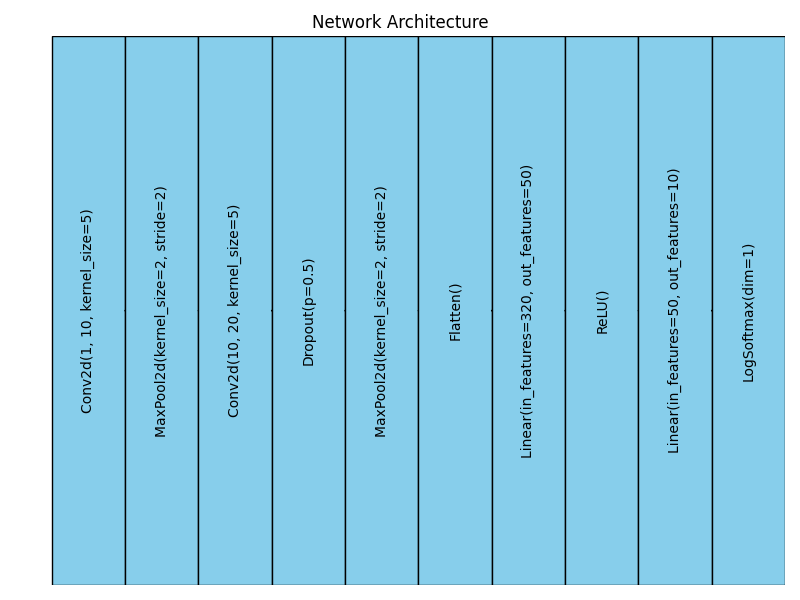 Network Architecture
Conv2d(1, 10, kernel_size=5)
MaxPool2d(kernel_size=2, stride=2)
Conv2d(10, 20, kernel_size=5)
Dropout(p=0.5)
MaxPool2d(kernel_size=2, stride=2)
Flatten()
Linear(in_features=320, out_features=50)
ReLU()
Linear(in_features=50, out_features=10)
LogSoftmax(dim=1)